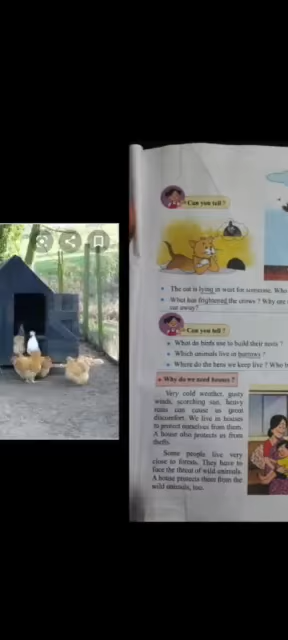 Can you tell ?
The cat is lying in wait for someone. Who
What has frightened the crows ? Why are
away?
Can you tell ?
What do birds use to build their nests ?
Which animals live in burrows ?
Where do the hens we keep live ? Who
Why do we need houses ?
Very cold weather, gusty
winds, scorching sun, heavy
rains can cause us great
discomfort. We live in houses
to protect ourselves from them.
A house also protects us from
thefts.
Some people live very
close to forests. They have to
face the threat of wild animals.
A house protects them from the
wild animals, too.